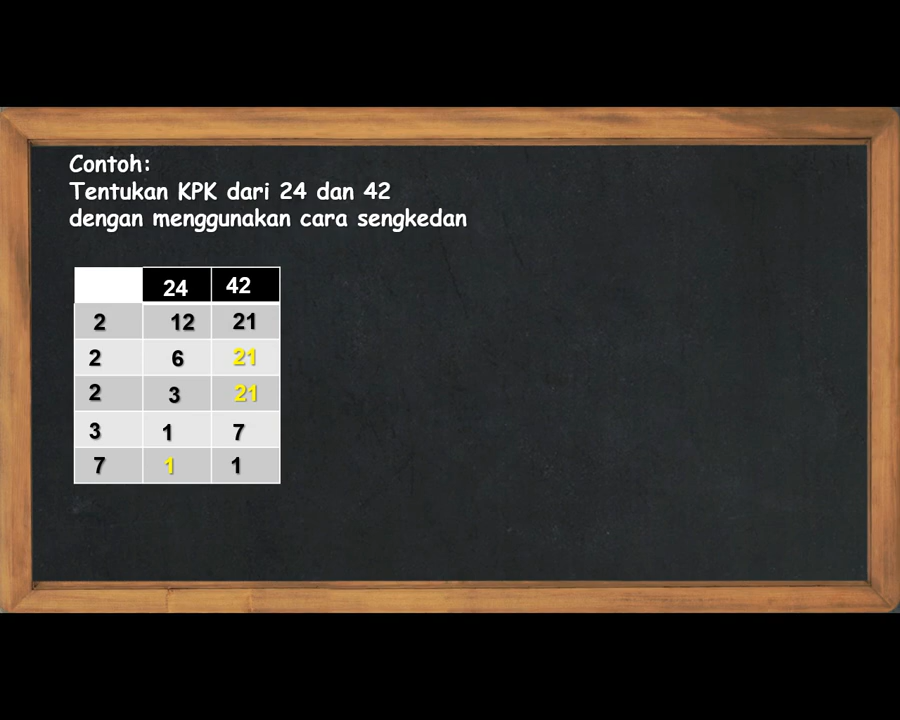 Contoh:
Tentukan KPK dari 24 dan 42
dengan menggunakan cara sengkedan
24 42
2 12 21
2 6 21
2 3 21
3 1 7
7 1 1